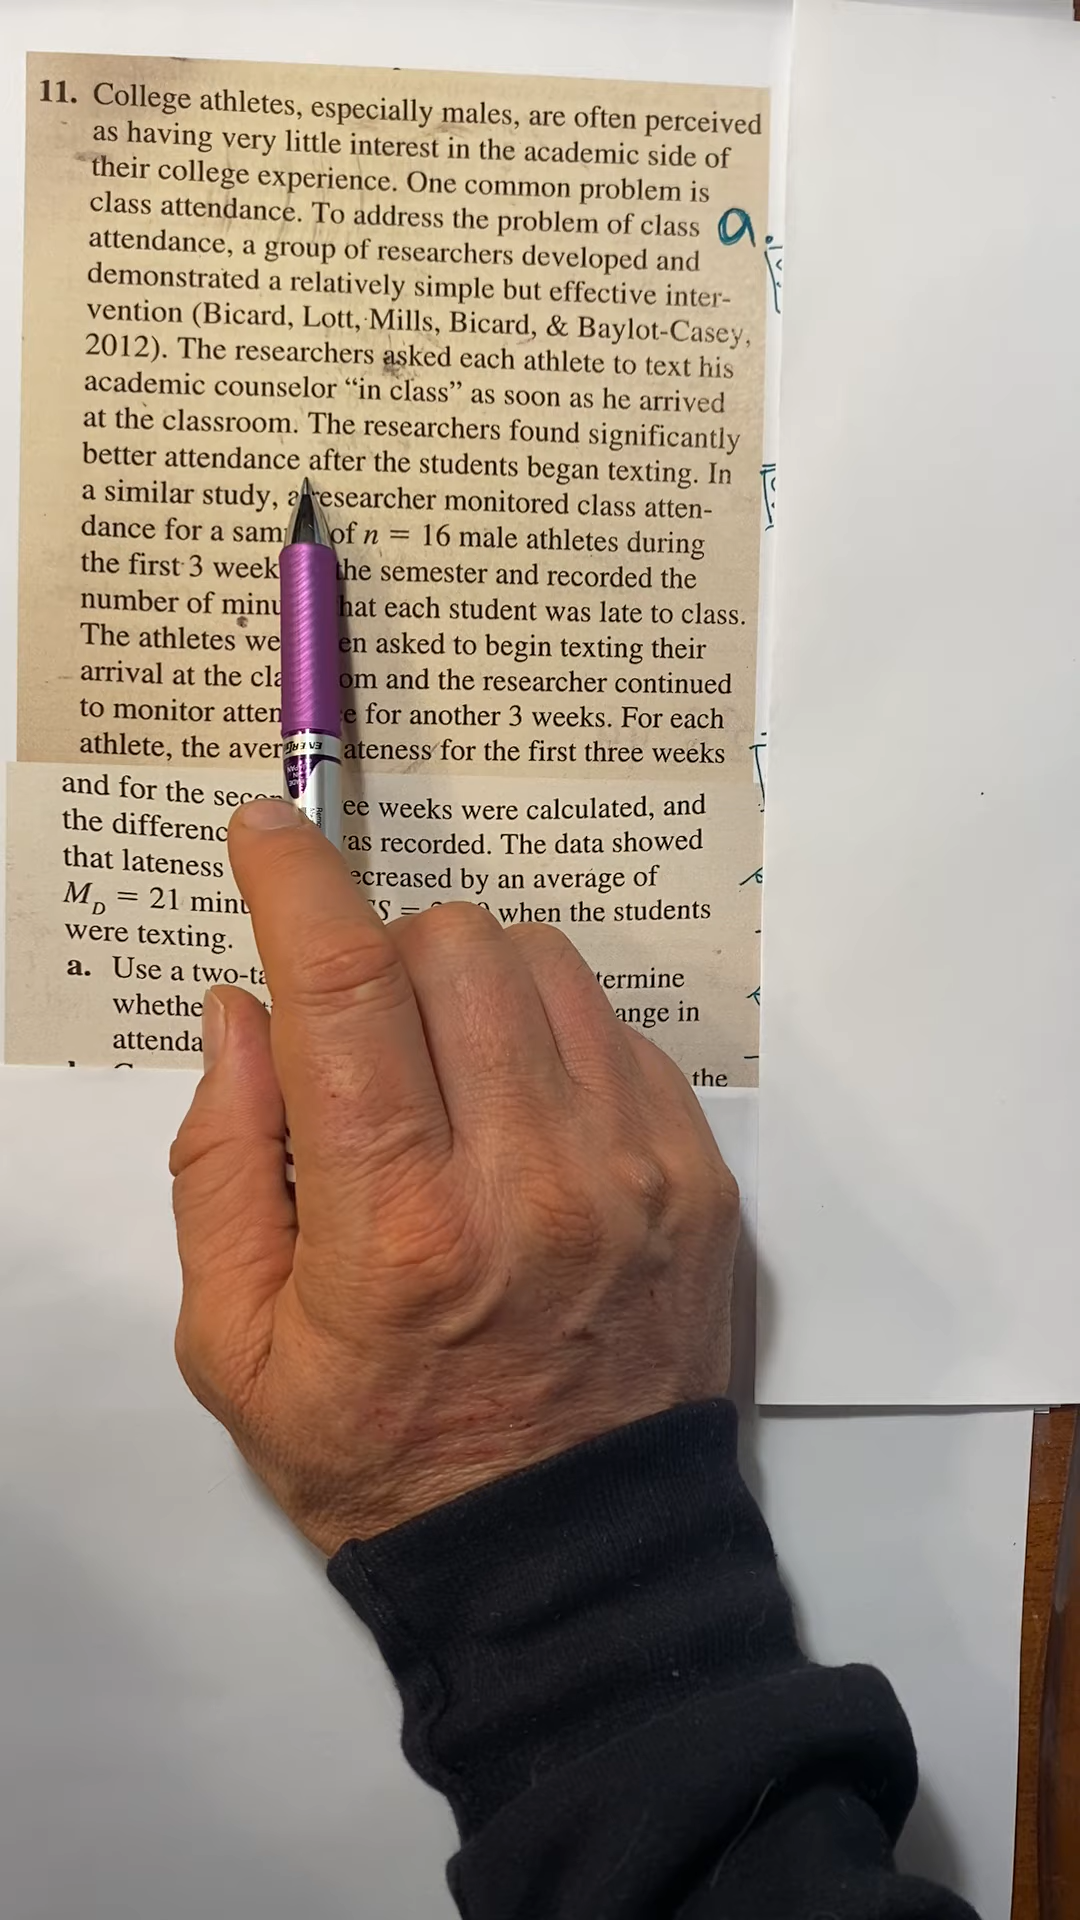 11. College athletes, especially males, are often perceived
as having very little interest in the academic side of
their college experience. One common problem is
class attendance. To address the problem of class
a.
attendance, a group of researchers developed and
demonstrated a relatively simple but effective inter-
vention (Bicard, Lott, Mills, Bicard, & Baylot-Casey,
2012). The researchers asked each athlete to text his
academic counselor “in class” as soon as he arrived
at the classroom. The researchers found significantly
better attendance after the students began texting. In
a similar study, a researcher monitored class atten-
dance for a sam of n = 16 male athletes during
the first 3 week the semester and recorded the
number of minu hat each student was late to class.
The athletes we en asked to begin texting their
arrival at the cla om and the researcher continued
to monitor atten e for another 3 weeks. For each
athlete, the aver ateness for the first three weeks
and for the ee weeks were calculated, and
the differenc as recorded. The data showed
that lateness ecreased by an average of
M_D = 21 minu S = when the students
were texting.
a. Use a two-ta termine
whethe ange in
attenda
the